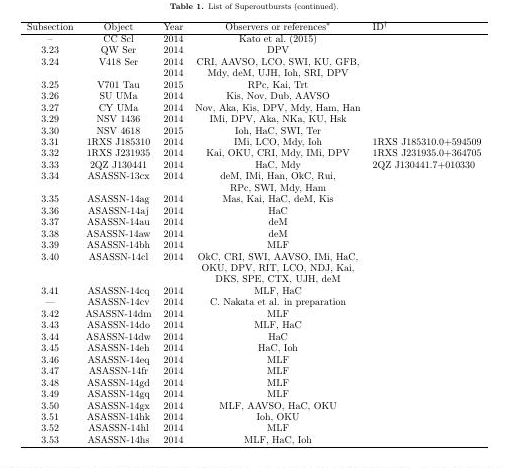 Table 1. List of Superoutbursts (continued).
Subsection Object Year Observers or references* ID†
– CC Scl 2014 Kato et al. (2015)
3.23 QW Ser 2014 DPV
3.24 V418 Ser 2014 CRI, AAVSO, LCO, SWI, KU, GFB,
2014 Mdy, deM, UJH, Ioh, SRI, DPV
3.25 V701 Tau 2015 RPc, Kai, Trt
3.26 SU UMa 2014 Kis, Nov, Dub, AAVSO
3.27 CY UMa 2014 Nov, Aka, Kis, DPV, Mdy, Ham, Han
3.29 NSV 1436 2014 IMi, DPV, Aka, NKa, KU, Hsk
3.30 NSV 4618 2015 Ioh, HaC, SWI, Ter
3.31 1RXS J185310 2014 IMi, LCO, Mdy, Ioh 1RXS J185310.0+594509
3.32 1RXS J231935 2014 Kai, OKU, CRI, Mdy, IMi, DPV 1RXS J231935.0+364705
3.33 2QZ J130441 2014 HaC, Mdy 2QZ J130441.7+010330
3.34 ASASSN-13cx 2014 deM, IMi, Han, OkC, Rui,
RPc, SWI, Mdy, Ham
3.35 ASASSN-14ag 2014 Mas, Kai, HaC, deM, Kis
3.36 ASASSN-14aj 2014 HaC
3.37 ASASSN-14au 2014 deM
3.38 ASASSN-14aw 2014 deM
3.39 ASASSN-14bh 2014 MLF
3.40 ASASSN-14cl 2014 OkC, CRI, SWI, AAVSO, IMi, HaC,
OKU, DPV, RIT, LCO, NDJ, Kai,
DKS, SPE, CTX, UJH, deM
3.41 ASASSN-14cq 2014 MLF, HaC
— ASASSN-14cv 2014 C. Nakata et al. in preparation
3.42 ASASSN-14dm 2014 MLF
3.43 ASASSN-14do 2014 MLF, HaC
3.44 ASASSN-14dw 2014 HaC
3.45 ASASSN-14eh 2014 HaC, Ioh
3.46 ASASSN-14eq 2014 MLF
3.47 ASASSN-14fr 2014 MLF
3.48 ASASSN-14gd 2014 MLF
3.49 ASASSN-14gq 2014 MLF
3.50 ASASSN-14gx 2014 MLF, AAVSO, HaC, OKU
3.51 ASASSN-14hk 2014 Ioh, OKU
3.52 ASASSN-14hl 2014 MLF
3.53 ASASSN-14hs 2014 MLF, HaC, Ioh